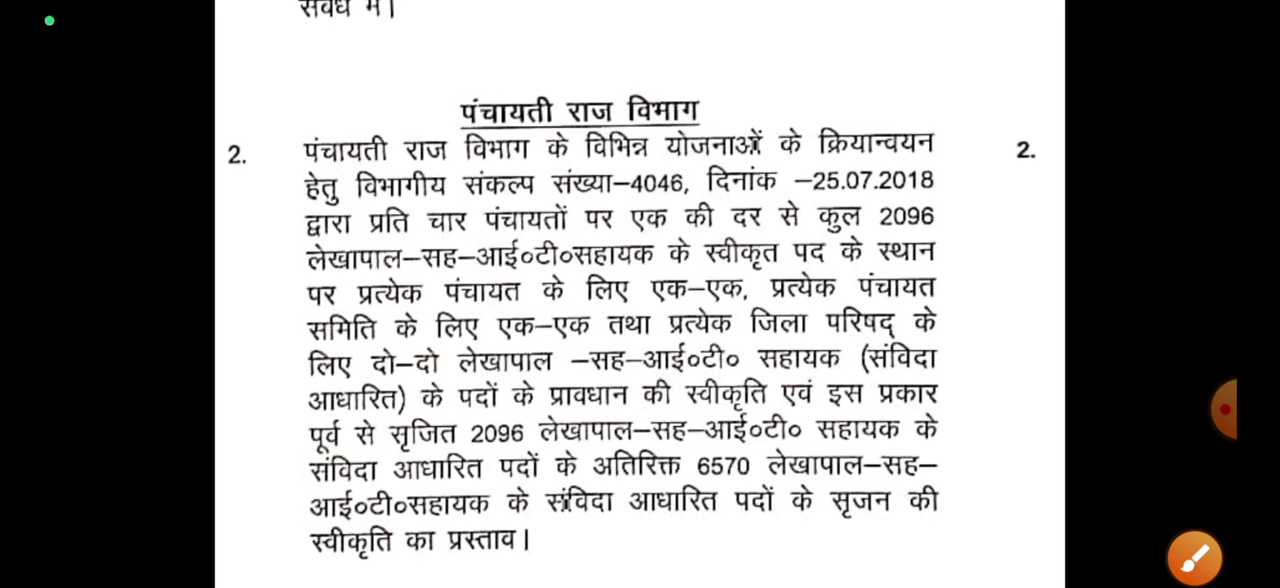 संबंध में।
पंचायती राज विभाग
2. पंचायती राज विभाग के विभिन्न योजनाओं के क्रियान्वयन 2.
हेतु विभागीय संकल्प संख्या–4046, दिनांक –25.07.2018
द्वारा प्रति चार पंचायतों पर एक की दर से कुल 2096
लेखापाल–सह–आई०टी०सहायक के स्वीकृत पद के स्थान
पर प्रत्येक पंचायत के लिए एक–एक, प्रत्येक पंचायत
समिति के लिए एक–एक तथा प्रत्येक जिला परिषद् के
लिए दो–दो लेखापाल –सह–आई०टी० सहायक (संविदा
आधारित) के पदों के प्रावधान की स्वीकृति एवं इस प्रकार
पूर्व से सृजित 2096 लेखापाल–सह–आई०टी० सहायक के
संविदा आधारित पदों के अतिरिक्त 6570 लेखापाल–सह–
आई०टी०सहायक के संविदा आधारित पदों के सृजन की
स्वीकृति का प्रस्ताव।